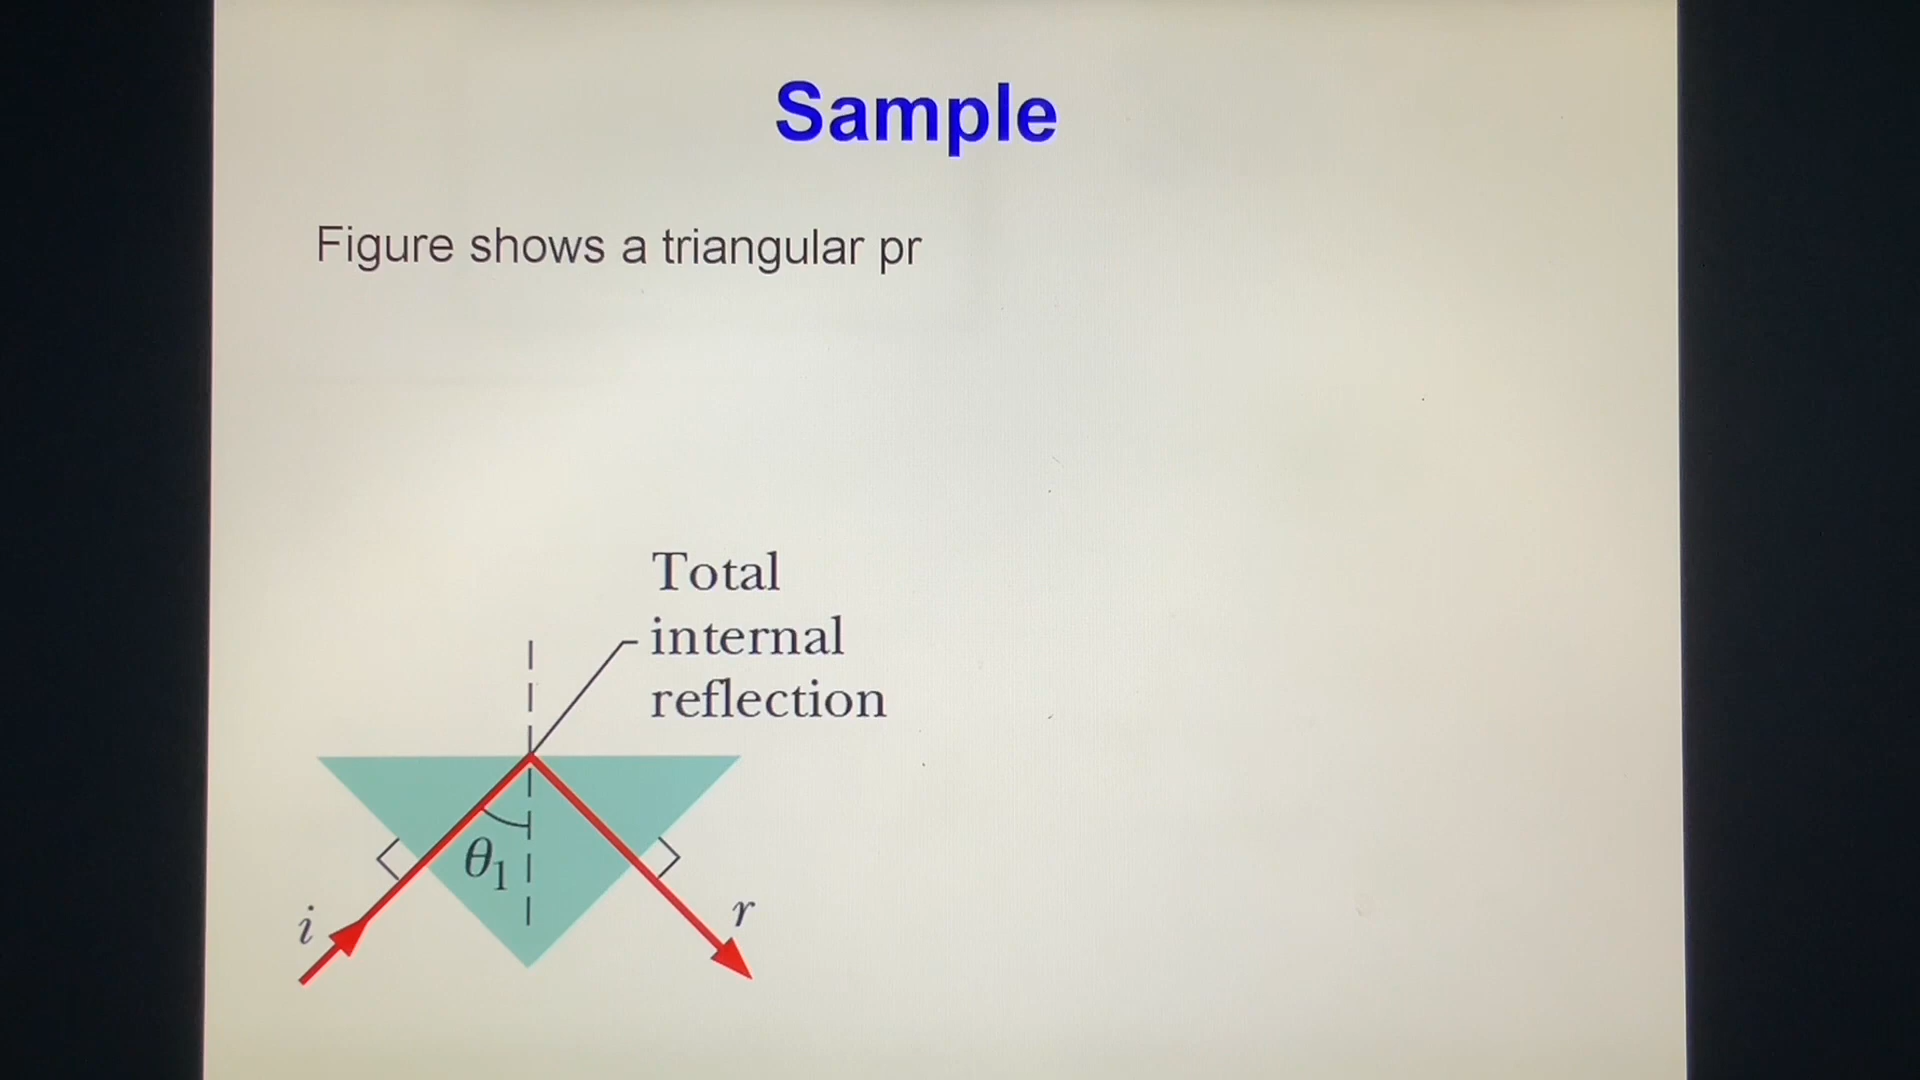 Sample
Figure shows a triangular pr
Total
internal
reflection
θ1
i
r